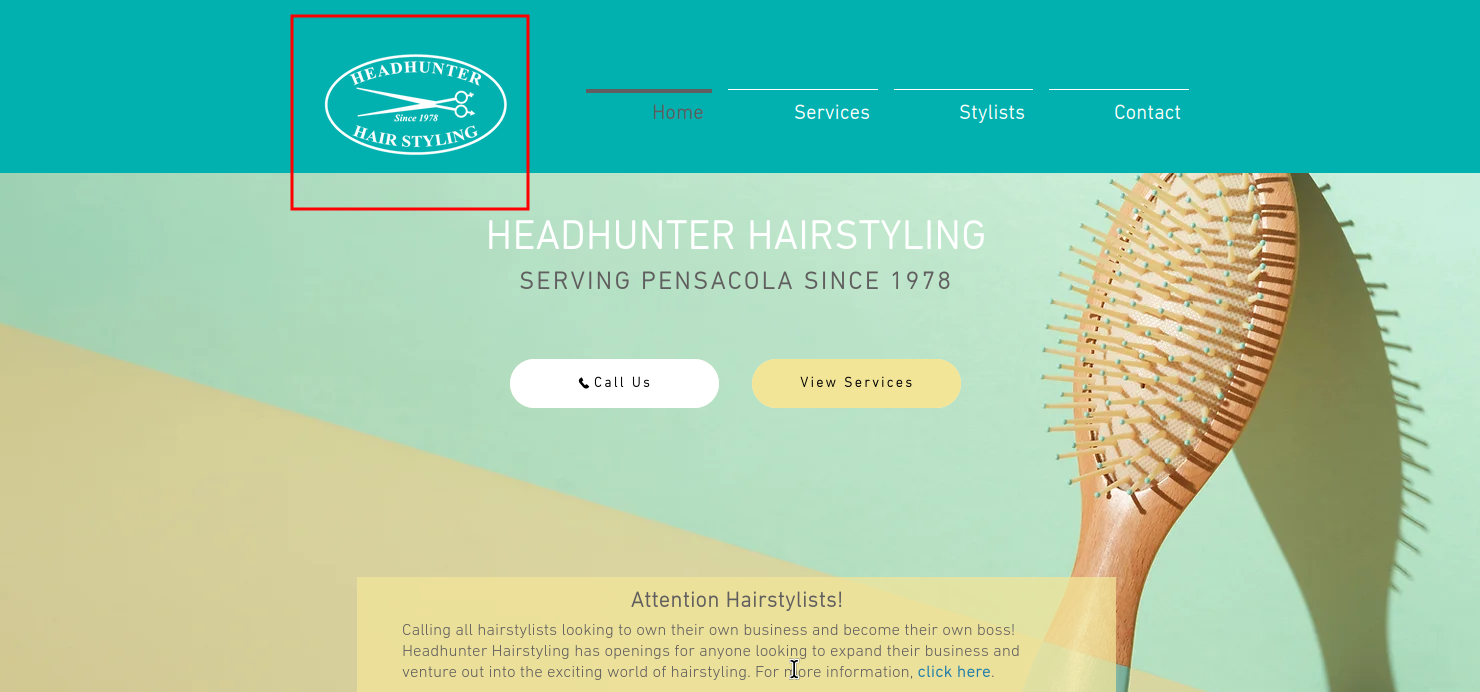 HEADHUNTER
Since 1978
HAIR STYLING
Home
Services
Stylists
Contact
HEADHUNTER HAIRSTYLING
SERVING PENSACOLA SINCE 1978
Call Us
View Services
Attention Hairstylists!
Calling all hairstylists looking to own their own business and become their own boss!
Headhunter Hairstyling has openings for anyone looking to expand their business and
venture out into the exciting world of hairstyling. For more information, click here.